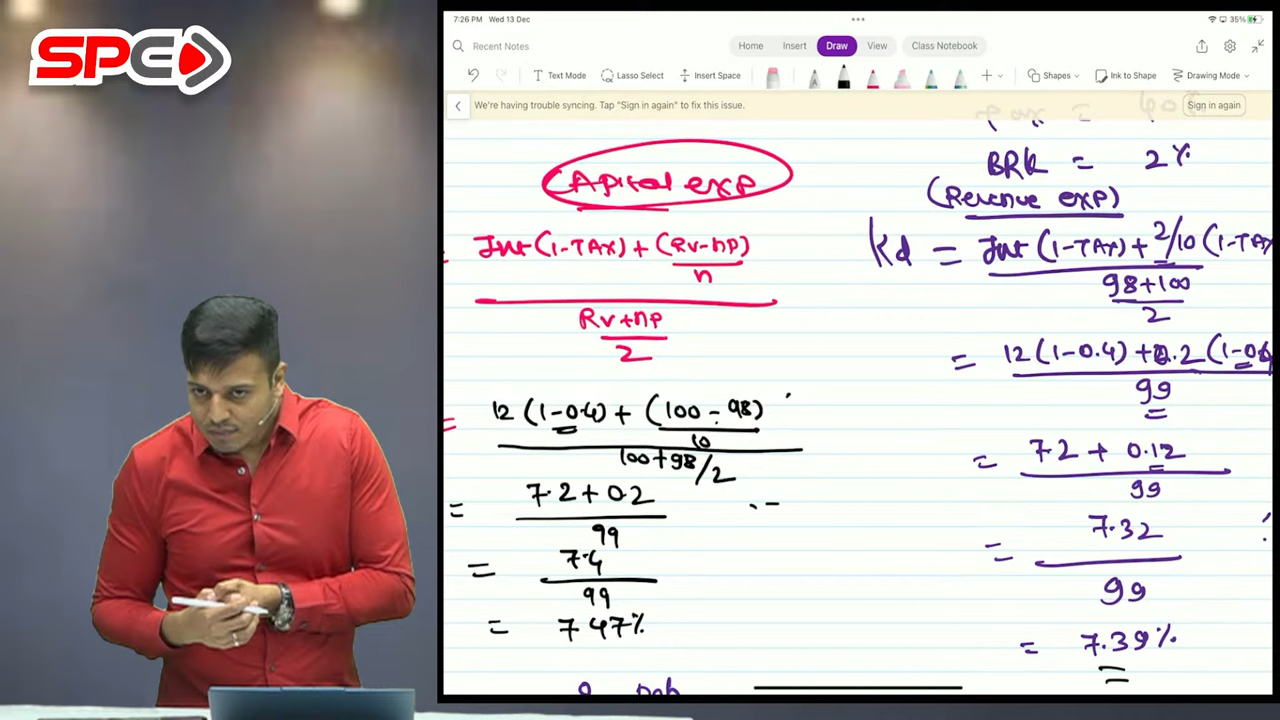 SPE
7:26 PM Wed 13 Dec
35%
Recent Notes
Home Insert Draw View Class Notebook
Text Mode Lasso Select Insert Space Shapes Ink to Shape Drawing Mode
We're having trouble syncing. Tap "Sign in again" to fix this issue. Sign in again
Capital exp
= Int (1-TAX) + (RV-NP)
n
RV+NP
2
= 12 (1-0.4) + (100-98)
10
100+98/2
= 7.2+0.2
99
= 7.4
99
= 7.47%
BRK = 2%
(Revenue exp)
Kd = Int (1-TAX) + 2/10 (1-TAX
98+100
2
= 12 (1-0.4) + 0.2 (1-0.4
99
= 7.2 + 0.12
99
= 7.32
99
= 7.39%